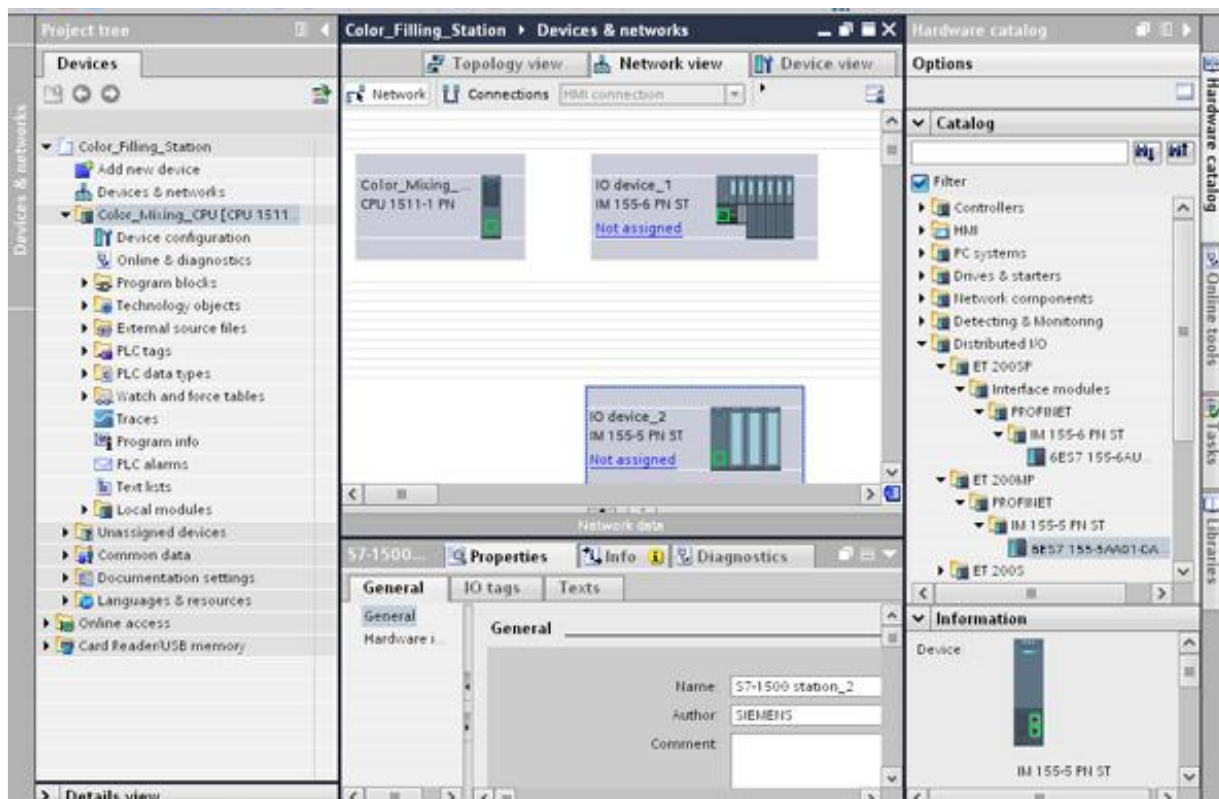 Project tree
Devices
Color_Filling_Station
Add new device
Devices & networks
Color_Mixing_CPU [CPU 1511
Device configuration
Online & diagnostics
Program blocks
Technology objects
External source files
PLC tags
PLC data types
Watch and force tables
Traces
Program info
PLC alarms
Text lists
Local modules
Unassigned devices
Common data
Documentation settings
Languages & resources
Online access
Card Reader/USB memory
Details view
Devices & networks
Color_Filling_Station Devices & networks
Topology view Network view Device view
Network Connections HMI connection
Color_Mixing_...
CPU 1511-1 PN
IO device_1
IM 155-6 PN ST
Not assigned
IO device_2
IM 155-5 PN ST
Not assigned
Network data
S7-1500... Properties Info Diagnostics
General IO tags Texts
General
Hardware i...
General
Name S7-1500 station_2
Author SIEMENS
Comment
Hardware catalog
Options
Catalog
Filter
Controllers
HMI
PC systems
Drives & starters
Network components
Detecting & Monitoring
Distributed I/O
ET 200SP
Interface modules
PROFINET
IM 155-6 PN ST
6ES7 155-6AU...
ET 200MP
PROFINET
IM 155-5 PN ST
6ES7 155-5AA01-0A...
ET 200S
Information
Device
IM 155-5 PN ST
Hardware catalog
Online tools
Tasks
Libraries